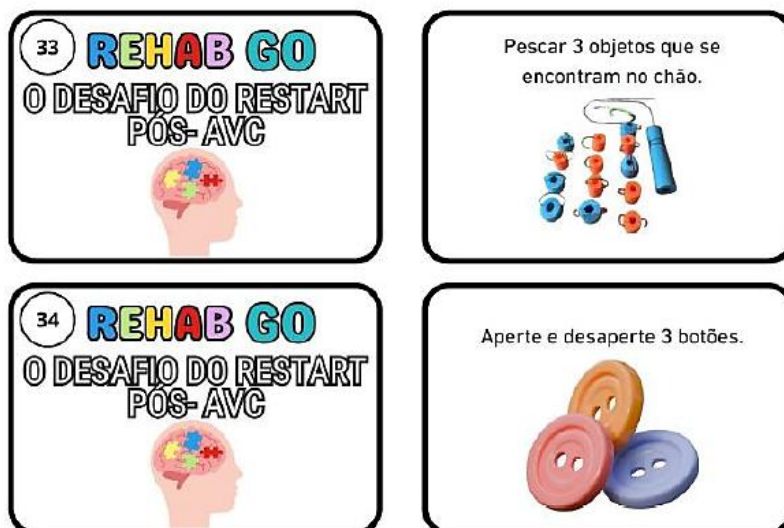 33
REHAB GO
O DESAFIO DO RESTART
PÓS- AVC
Pescar 3 objetos que se
encontram no chão.
34
REHAB GO
O DESAFIO DO RESTART
PÓS- AVC
Aperte e desaperte 3 botões.